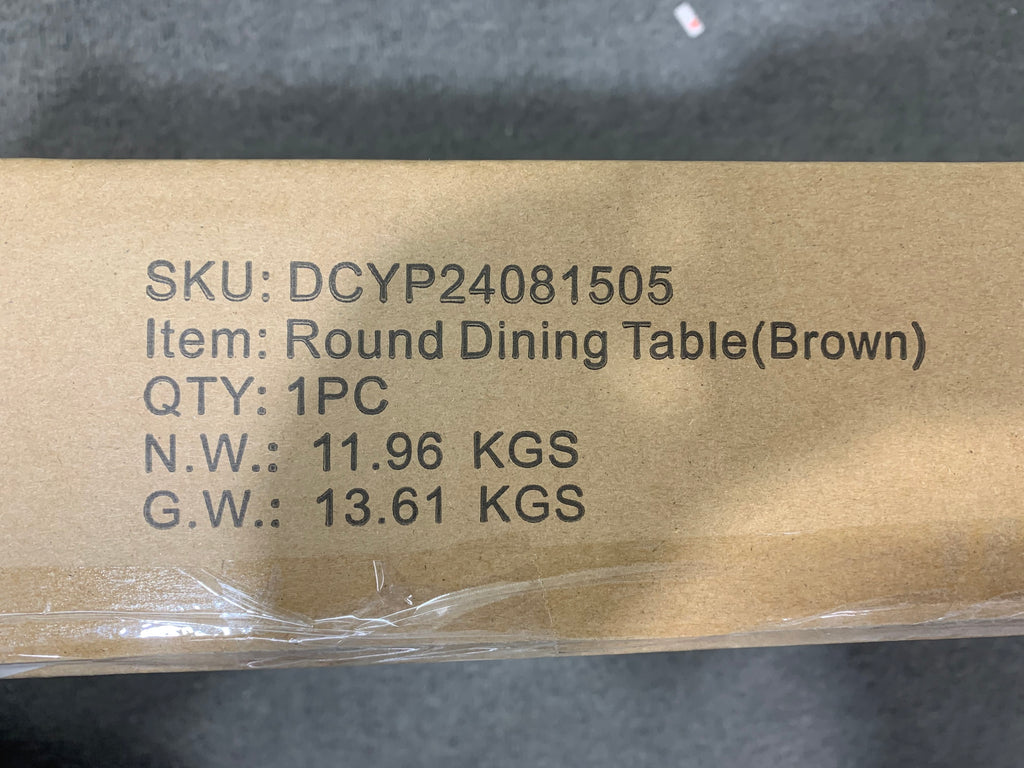 SKU: DCYP24081505
Item: Round Dining Table(Brown)
QTY: 1PC
N.W.: 11.96 KGS
G.W.: 13.61 KGS